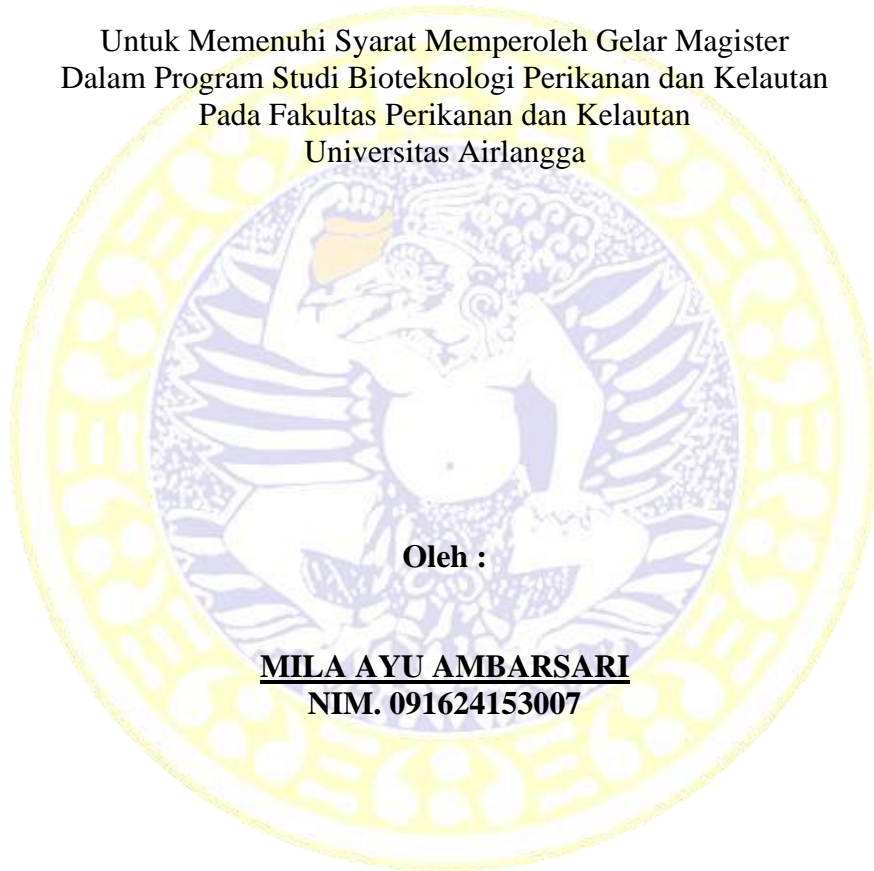 Untuk Memenuhi Syarat Memperoleh Gelar Magister
Dalam Program Studi Bioteknologi Perikanan dan Kelautan
Pada Fakultas Perikanan dan Kelautan
Universitas Airlangga
Oleh :
MILA AYU AMBARSARI
NIM. 091624153007